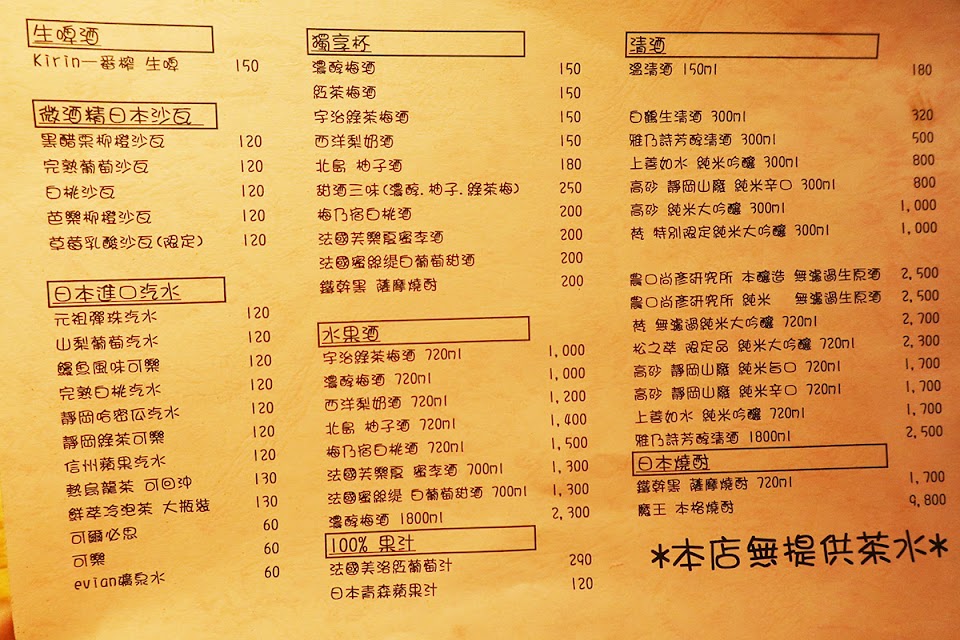 生啤酒
Kirin一番榨 生啤 150
微酒精日本沙瓦
黑醋栗柳橙沙瓦 120
完熟葡萄沙瓦 120
白桃沙瓦 120
芭樂柳橙沙瓦 120
草莓乳酸沙瓦(限定) 120
日本進口汽水
元祖彈珠汽水 120
山梨葡萄汽水 120
鰻魚風味可樂 120
完熟白桃汽水 120
靜岡哈密瓜汽水 120
靜岡綠茶可樂 120
信州蘋果汽水 120
熱烏龍茶 可回沖 130
鮮萃冷泡茶 大瓶裝 130
可爾必思 60
可樂 60
evian礦泉水 60
獨享杯
濃醇梅酒 150
紅茶梅酒 150
宇治綠茶梅酒 150
西洋梨奶酒 150
北島 柚子酒 180
甜酒三味(濃醇.柚子.綠茶梅) 250
梅乃宿白桃酒 200
法國芙樂夏蜜李酒 200
法國蜜絲緹白葡萄甜酒 200
鐵幹黑 薩摩燒酎 200
水果酒
宇治綠茶梅酒 720ml 1,000
濃醇梅酒 720ml 1,000
西洋梨奶酒 720ml 1,200
北島 柚子酒 720ml 1,400
梅乃宿白桃酒 720ml 1,500
法國芙樂夏 蜜李酒 700ml 1,300
法國蜜絲緹 白葡萄甜酒 700ml 1,300
濃醇梅酒 1800ml 2,300
100% 果汁
法國美洛紅葡萄汁 290
日本青森蘋果汁 120
清酒
溫清酒 150ml 180
白鶴生清酒 300ml 320
雅乃詩芳醇清酒 300ml 500
上善如水 純米吟釀 300ml 800
高砂 靜岡山廢 純米辛口 300ml 800
高砂 純米大吟釀 300ml 1,000
特別限定純米大吟釀 300ml 1,000
農口尚彥研究所 本釀造 無濾過生原酒 2,500
農口尚彥研究所 純米 無濾過生原酒 2,500
無濾過純米大吟釀 720ml 2,700
松之萃 限定品 純米大吟釀 720ml 2,300
高砂 靜岡山廢 純米旨口 720ml 1,700
高砂 靜岡山廢 純米辛口 720ml 1,700
上善如水 純米吟釀 720ml 1,700
雅乃詩芳醇清酒 1800ml 2,500
日本燒酎
鐵幹黑 薩摩燒酎 720ml 1,700
魔王 本格燒酎 9,800
*本店無提供茶水*